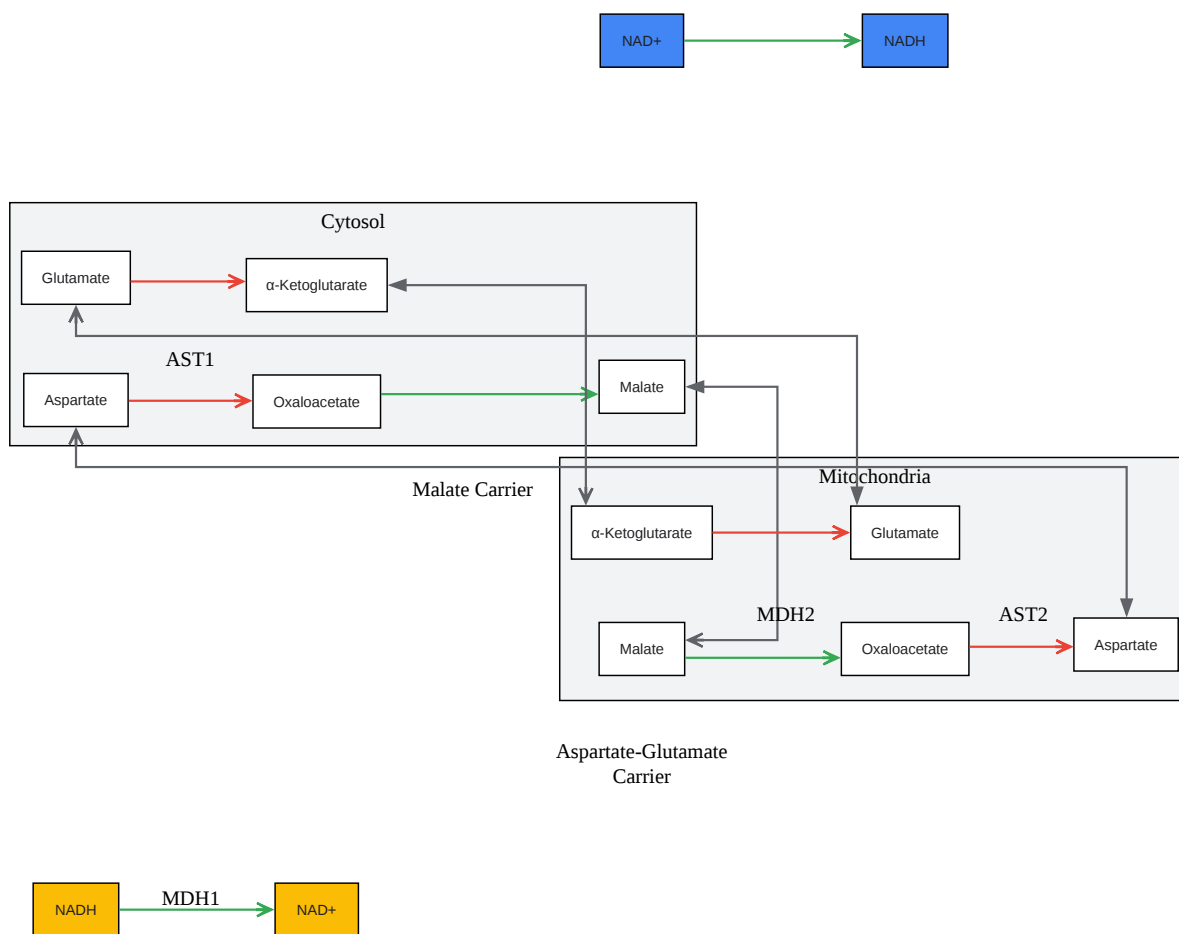 NAD+
NADH
Cytosol
Glutamate
α-Ketoglutarate
AST1
Aspartate
Oxaloacetate
Malate
Malate Carrier
Mitochondria
α-Ketoglutarate
Glutamate
MDH2
AST2
Malate
Oxaloacetate
Aspartate
Aspartate-Glutamate
Carrier
NADH
MDH1
NAD+